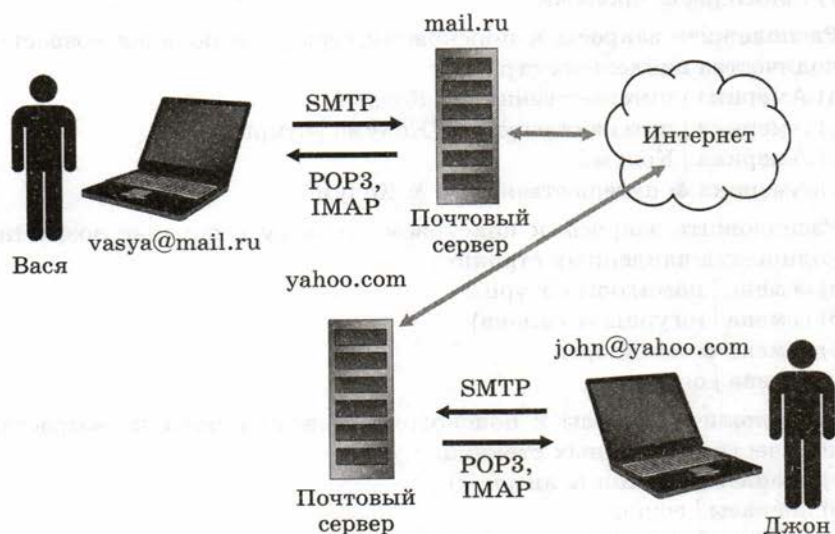 mail.ru
SMTP
POP3,
IMAP
Интернет
vasya@mail.ru
Вася
Почтовый
сервер
yahoo.com
john@yahoo.com
SMTP
POP3,
IMAP
Почтовый
сервер
Джон